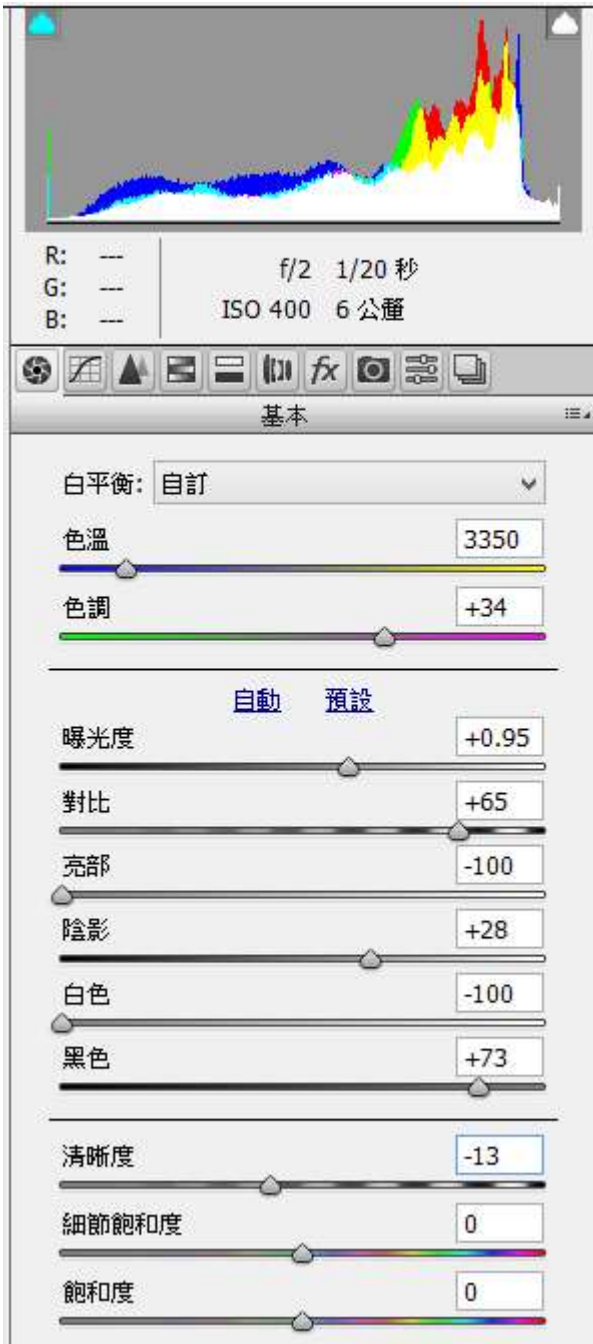 R: ---
G: ---
B: ---
f/2 1/20 秒
ISO 400 6 公釐
fx
基本
白平衡: 自訂
色溫 3350
色調 +34
自動 預設
曝光度 +0.95
對比 +65
亮部 -100
陰影 +28
白色 -100
黑色 +73
清晰度 -13
細節飽和度 0
飽和度 0